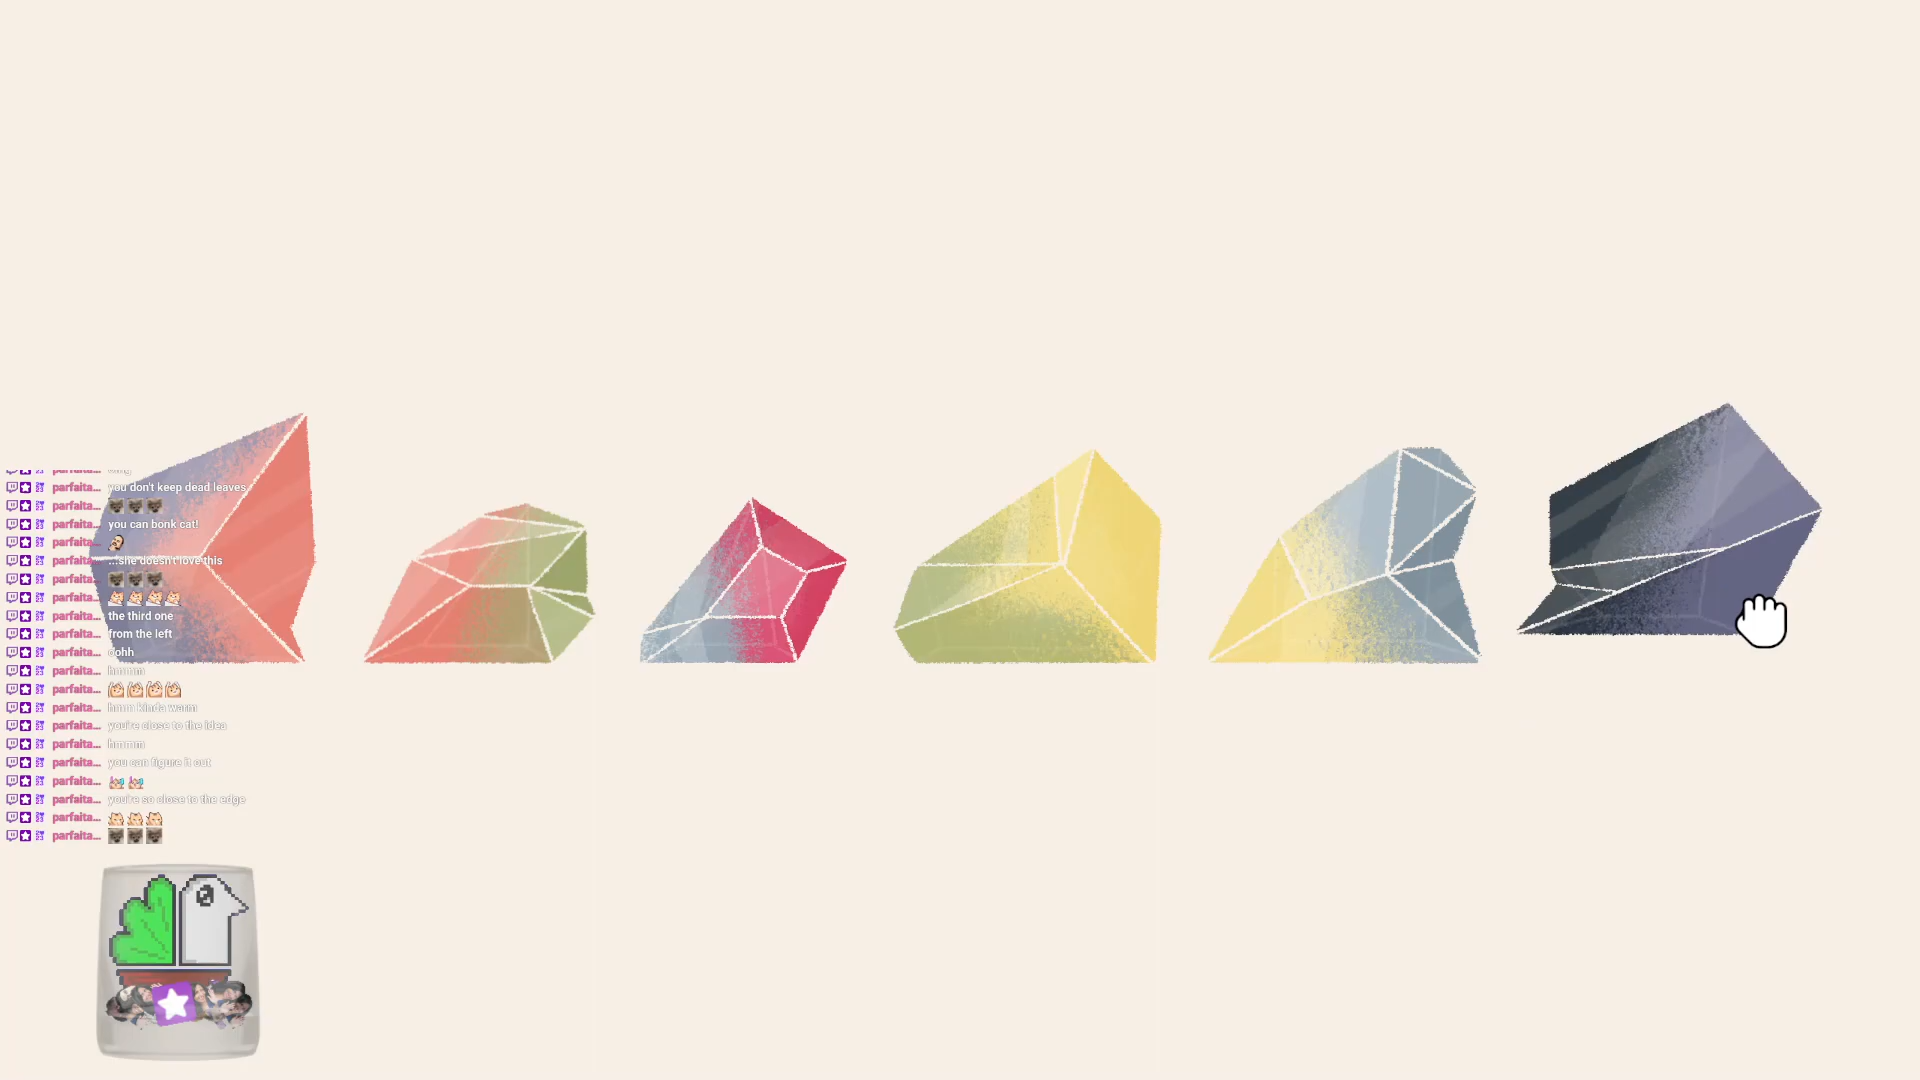 parfaita...
parfaita... you don't keep dead leaves
parfaita...
parfaita... you can bonk cat!
parfaita...
parfaita... ...she doesn't love this
parfaita...
parfaita...
parfaita... the third one
parfaita... from the left
parfaita... oohh
parfaita... hmmm
parfaita...
parfaita... hmm kinda warm
parfaita... you're close to the idea
parfaita... hmmm
parfaita... you can figure it out
parfaita...
parfaita... you're so close to the edge
parfaita...
parfaita...